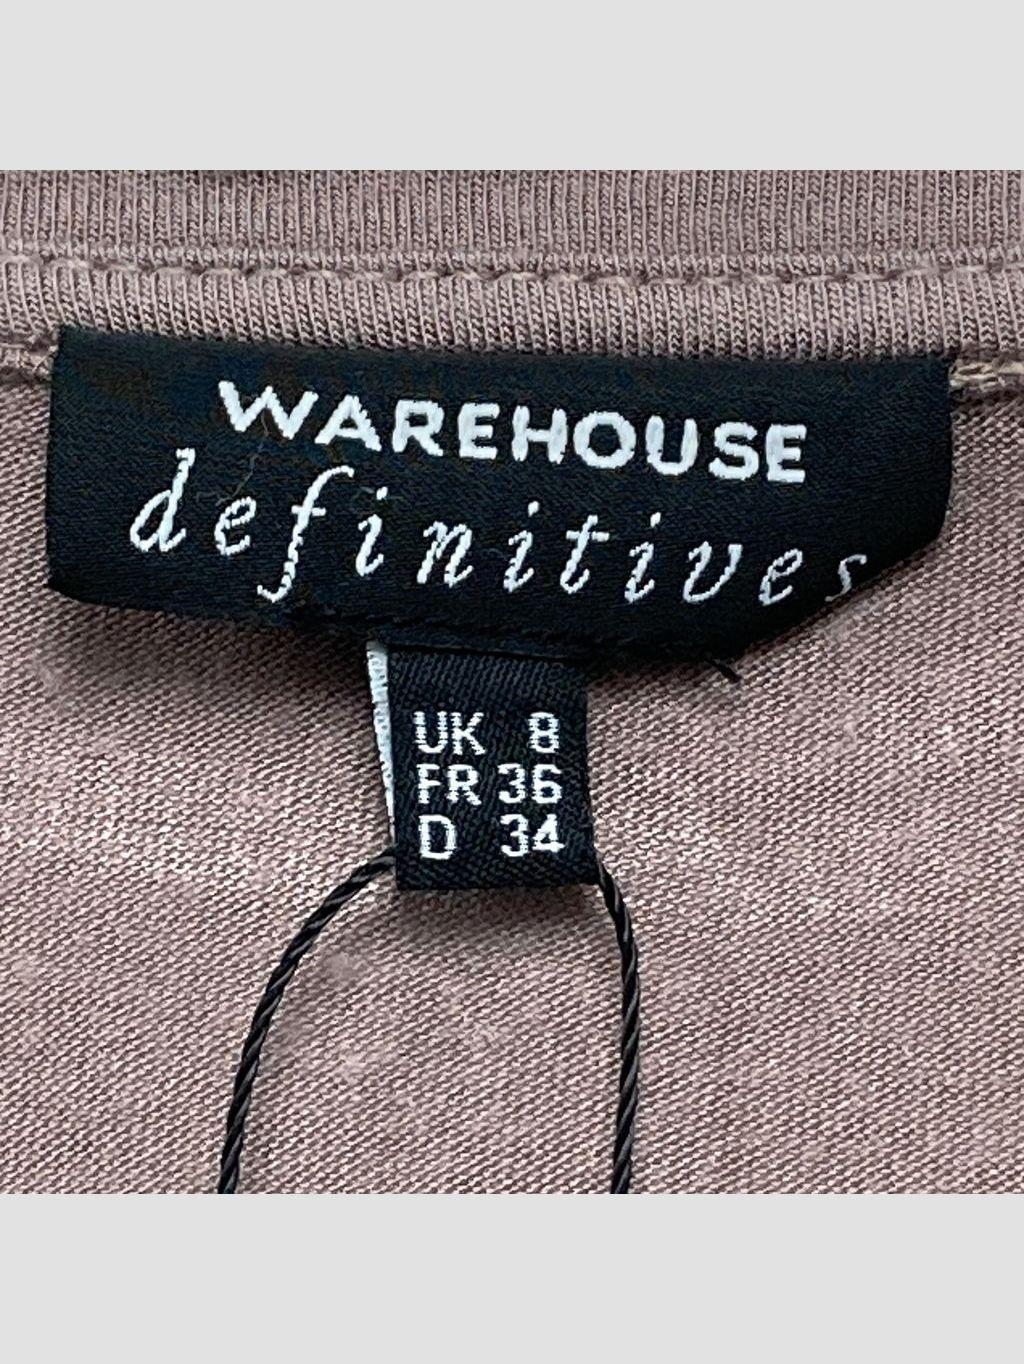 WAREHOUSE
definitives
UK 8
FR 36
D 34